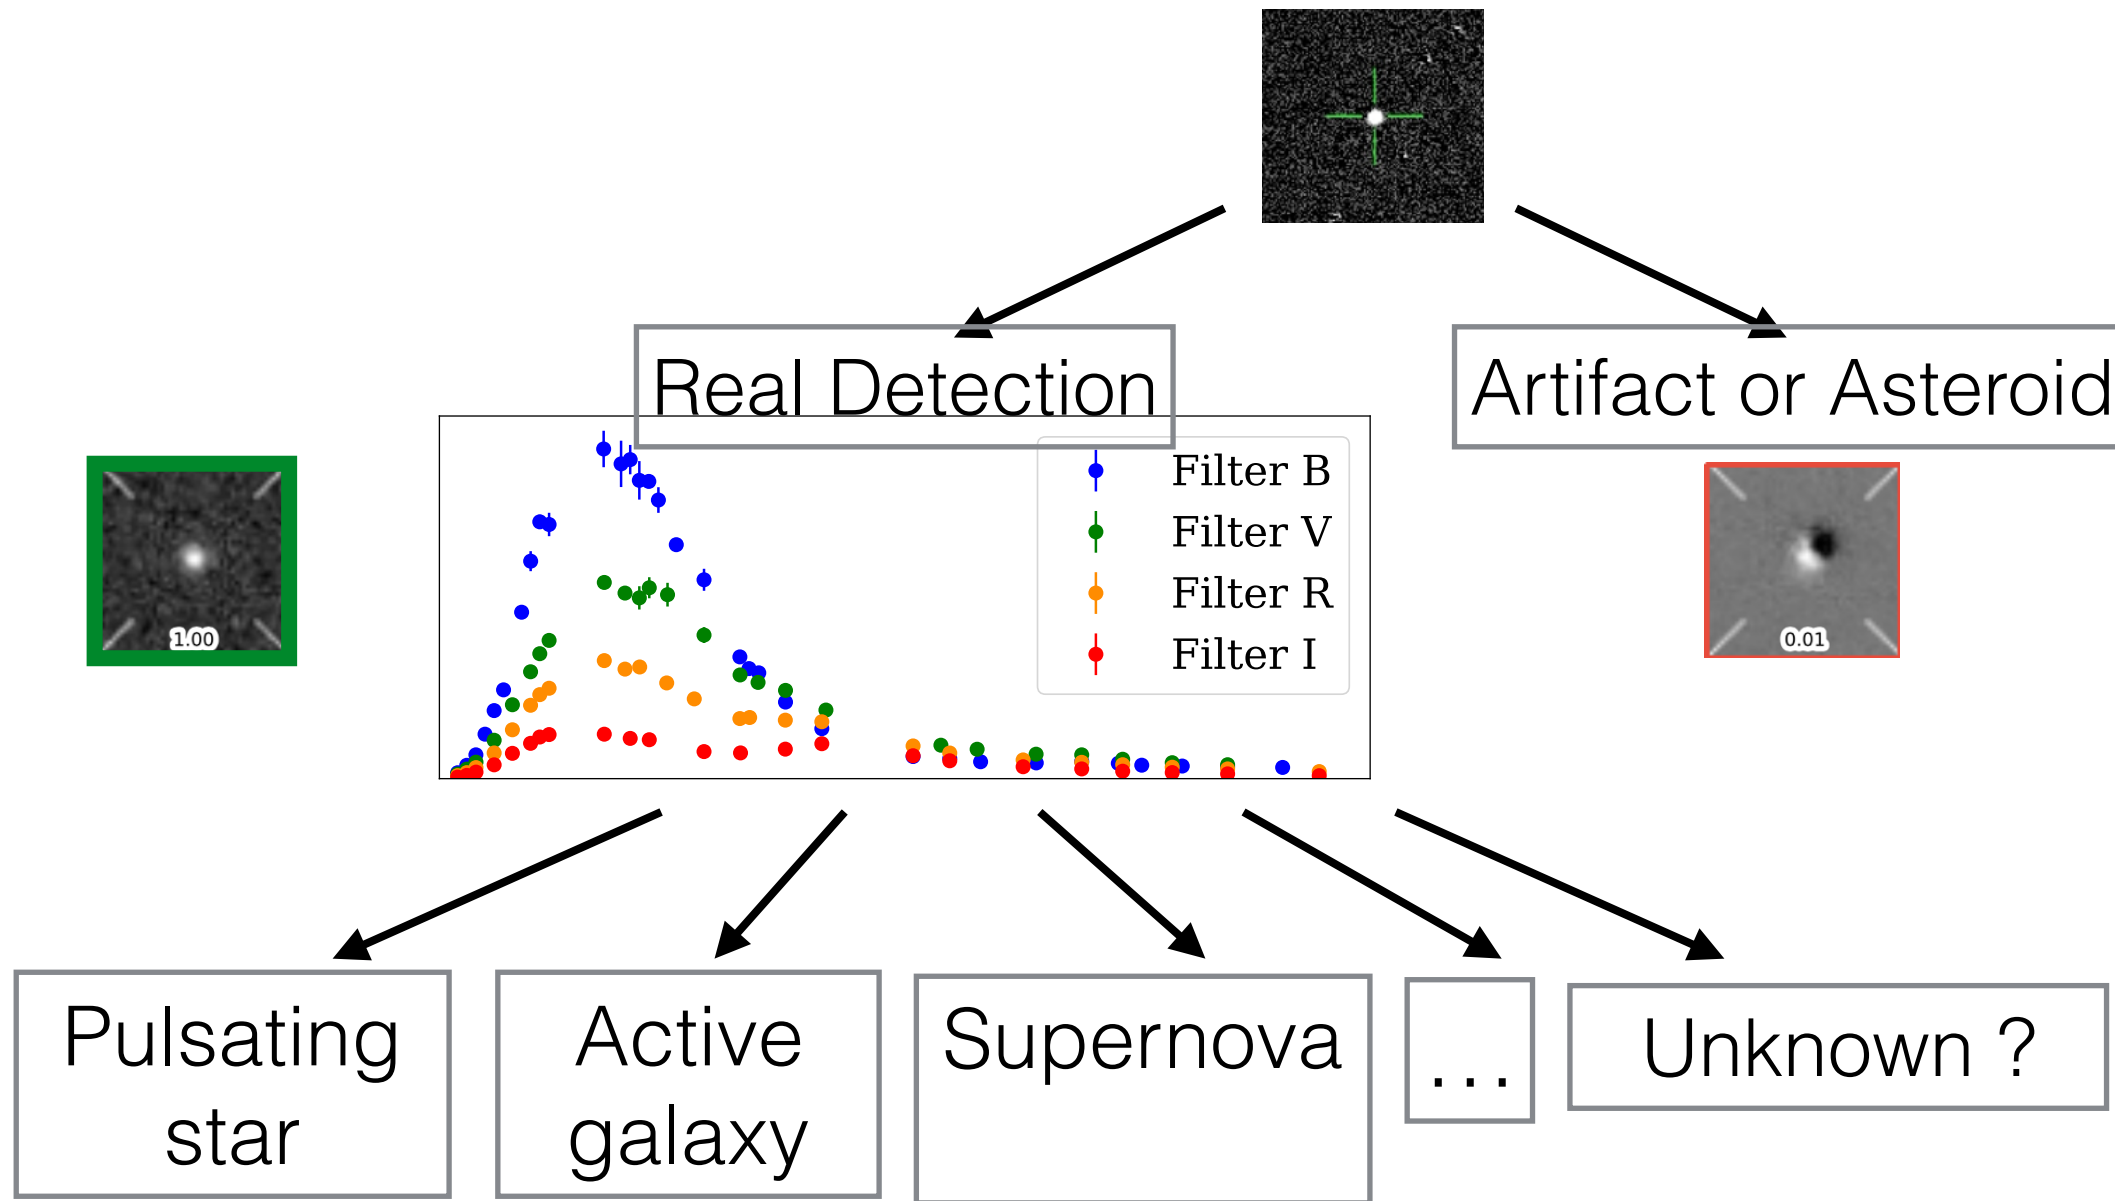 Real Detection
Artifact or Asteroid
Filter B
Filter V
Filter R
Filter I
1.00
0.01
Pulsating
star
Active
galaxy
Supernova
...
Unknown ?